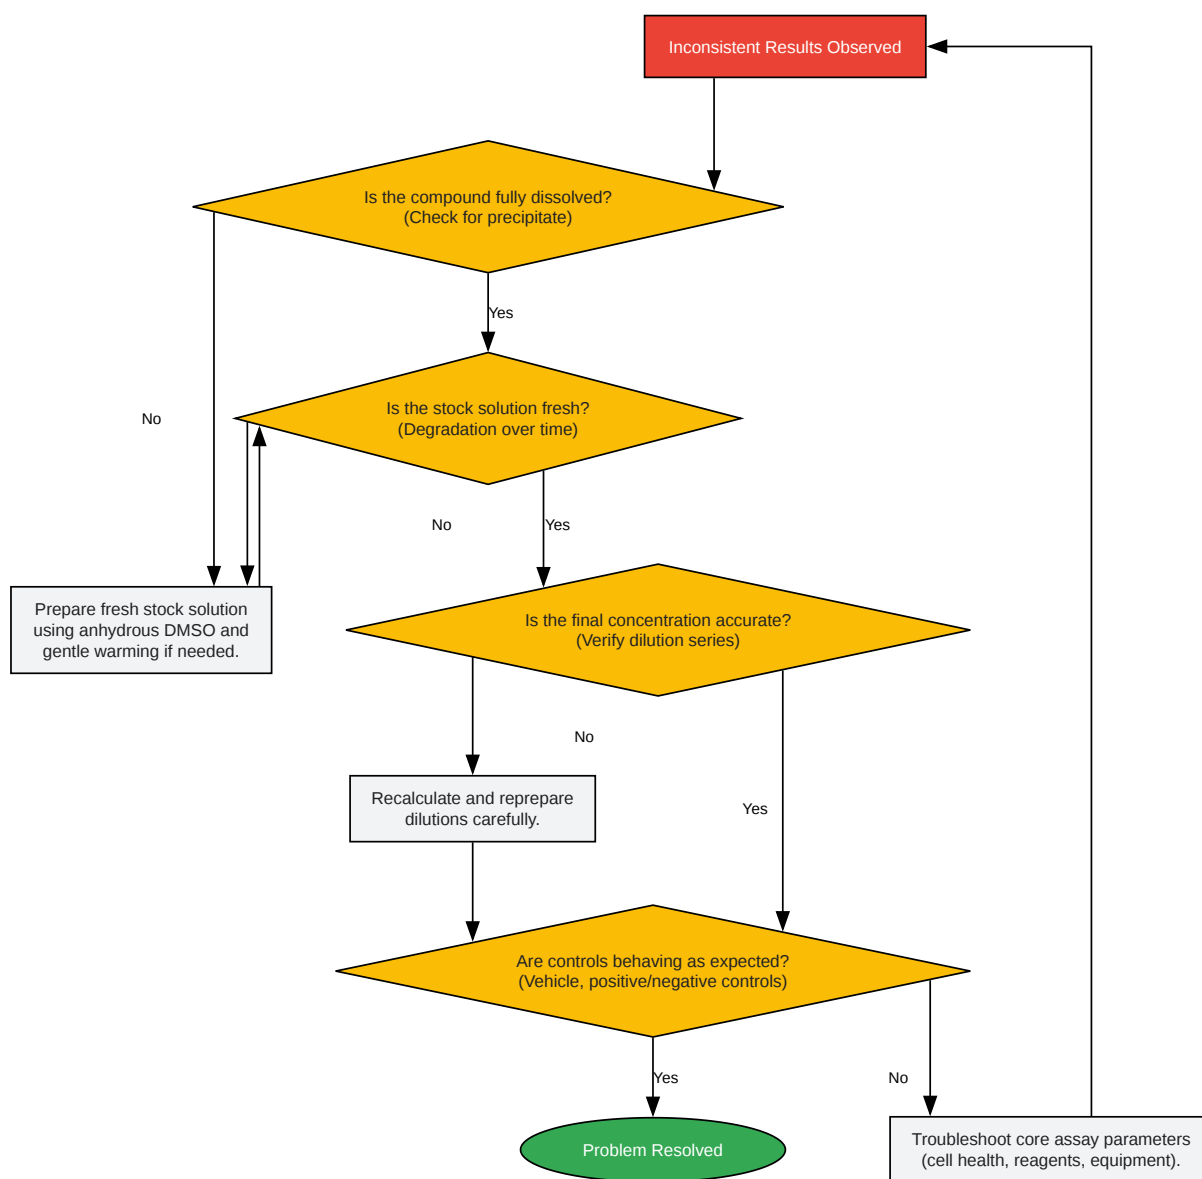 Inconsistent Results Observed
Is the compound fully dissolved?
(Check for precipitate)
Yes
No
Is the stock solution fresh?
(Degradation over time)
No
Yes
Prepare fresh stock solution
using anhydrous DMSO and
gentle warming if needed.
Is the final concentration accurate?
(Verify dilution series)
No
Recalculate and reprepare
dilutions carefully.
Yes
Are controls behaving as expected?
(Vehicle, positive/negative controls)
Yes
No
Problem Resolved
Troubleshoot core assay parameters
(cell health, reagents, equipment).